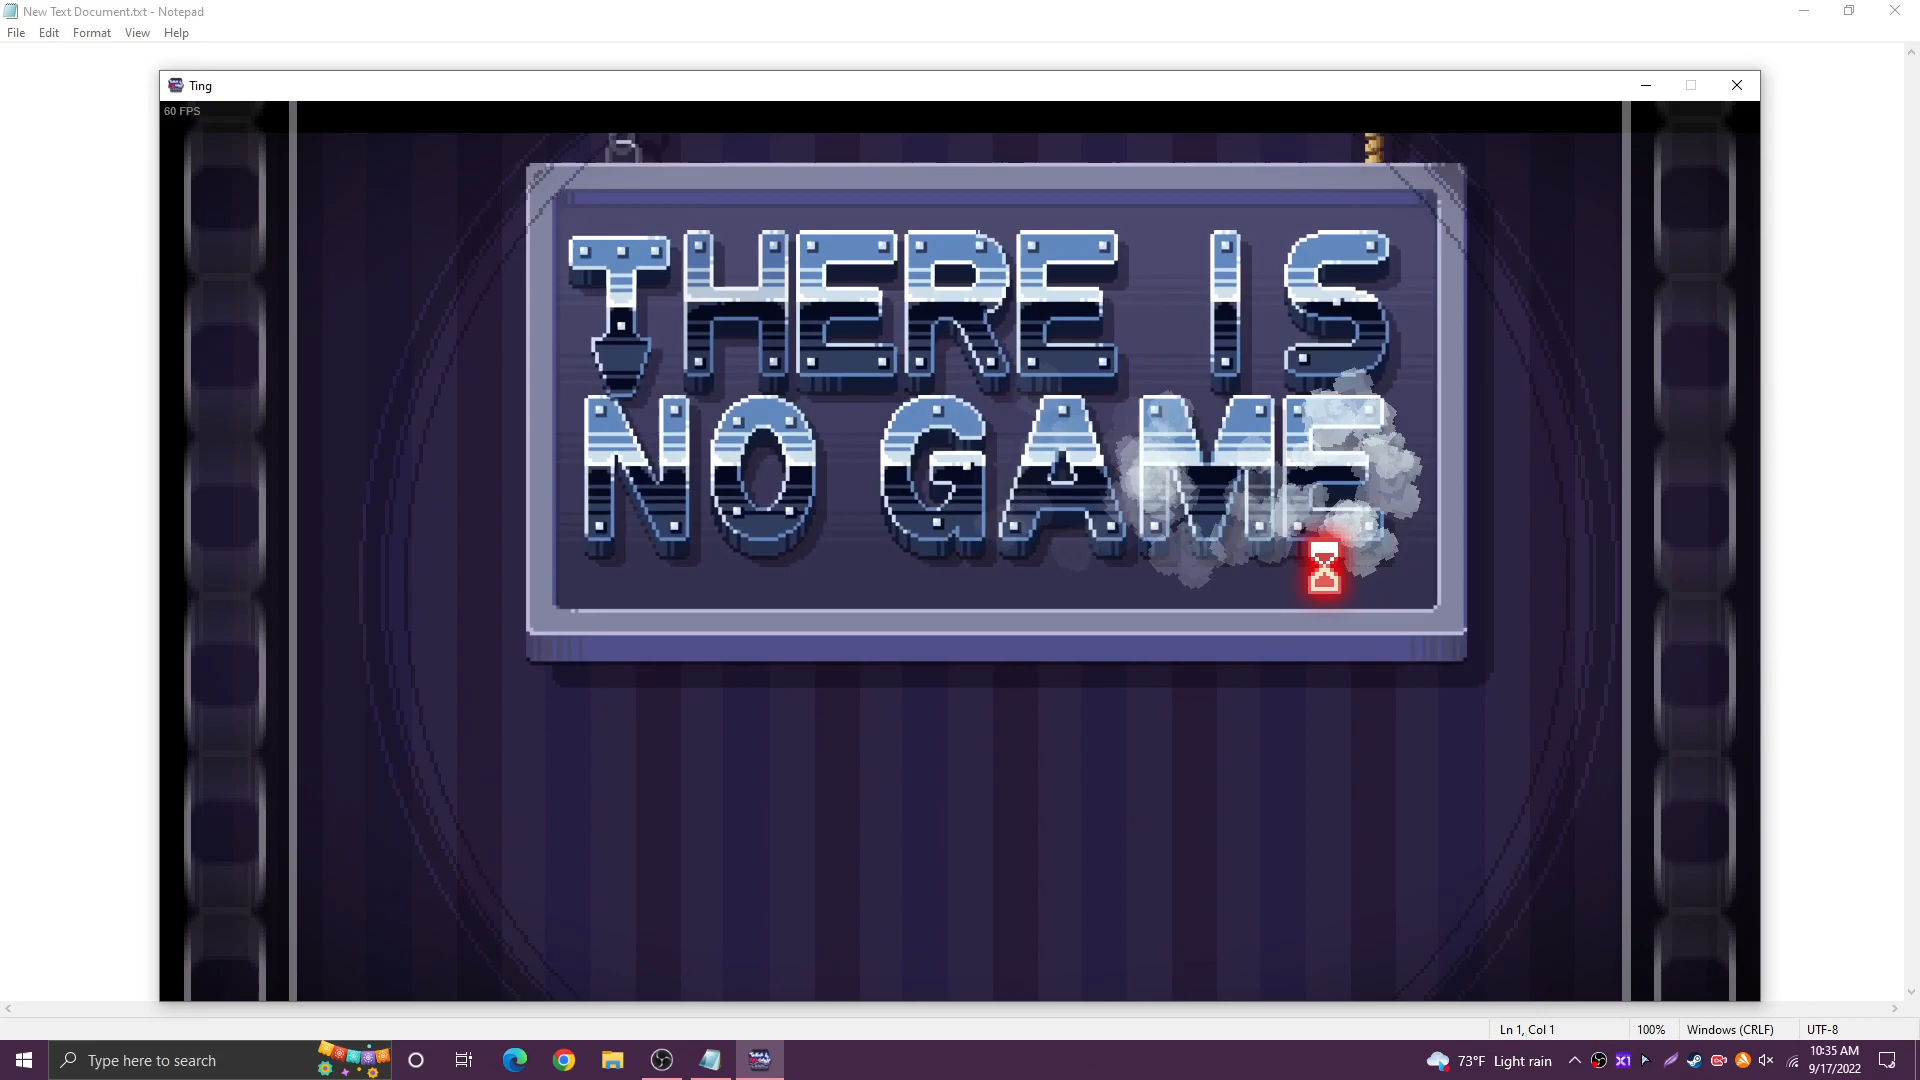 New Text Document.txt - Notepad
File Edit Format View Help
Ting
60 FPS
THERE IS
NO GAME
Ln 1, Col 1 100% Windows (CRLF) UTF-8
Type here to search
73°F Light rain
10:35 AM
9/17/2022